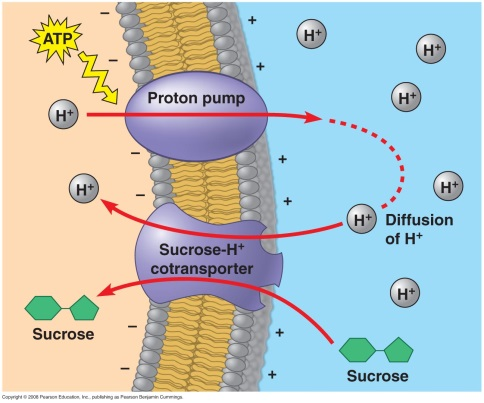 ATP
H⁺
H⁺
H⁺
Proton pump
H⁺
H⁺
H⁺
H⁺
Diffusion
of H⁺
Sucrose-H⁺
cotransporter
H⁺
Sucrose
Sucrose
+
+
+
+
+
+
+
−
−
−
−
−
−
−
Copyright © 2008 Pearson Education, Inc., publishing as Pearson Benjamin Cummings.